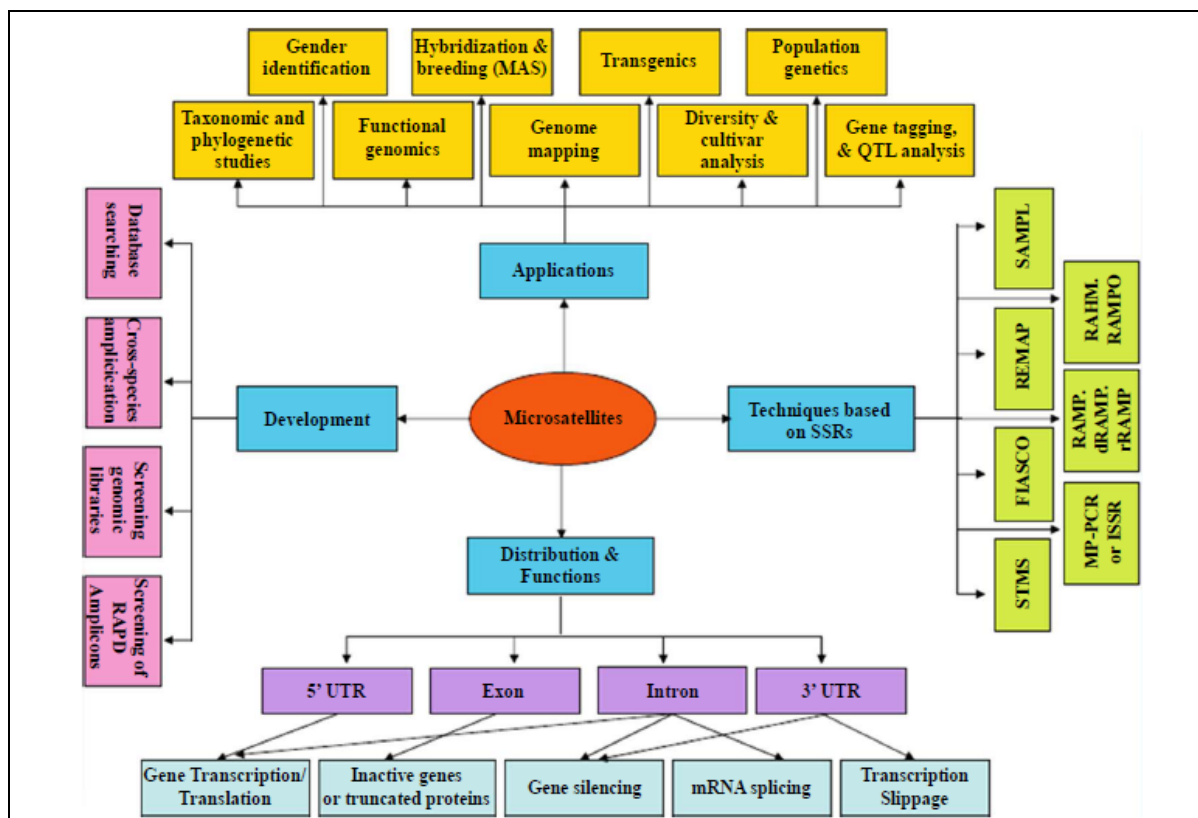 Gender
identification
Hybridization &
breeding (MAS)
Transgenics
Population
genetics
Taxonomic and
phylogenetic
studies
Functional
genomics
Genome
mapping
Diversity &
cultivar
analysis
Gene tagging,
& QTL analysis
Applications
Database
searching
Cross-species
amplicication
Screening
genomic
libraries
Screening of
RAPD
Amplicons
Development
Microsatellites
Techniques based
on SSRs
SAMPL
RAHM.
RAMPO
REMAP
RAMP.
dRAMP.
rRAMP
FIASCO
MP-PCR
or ISSR
STMS
Distribution &
Functions
5' UTR
Exon
Intron
3' UTR
Gene Transcription/
Translation
Inactive genes
or truncated proteins
Gene silencing
mRNA splicing
Transcription
Slippage